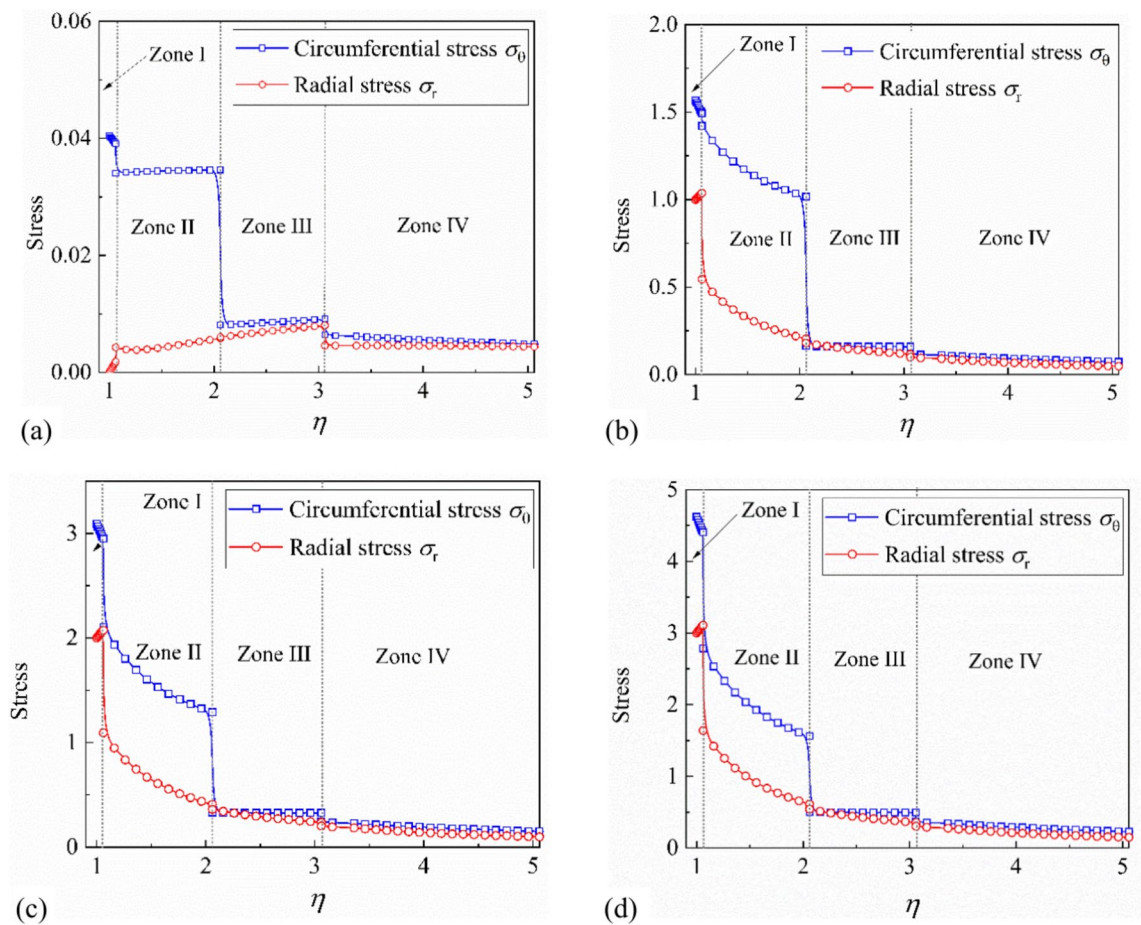 0.06
0.04
0.02
0.00
Stress
Zone I
Circumferential stress σθ
Radial stress σr
Zone II
Zone III
Zone IV
1 2 3 4 5
η
(a)
2.0
1.5
1.0
0.5
0.0
Stress
Zone I
Circumferential stress σθ
Radial stress σr
Zone II
Zone III
Zone IV
1 2 3 4 5
η
(b)
3
2
1
0
Stress
Zone I
Circumferential stress σθ
Radial stress σr
Zone II
Zone III
Zone IV
1 2 3 4 5
η
(c)
5
4
3
2
1
0
Stress
Zone I
Circumferential stress σθ
Radial stress σr
Zone II
Zone III
Zone IV
1 2 3 4 5
η
(d)